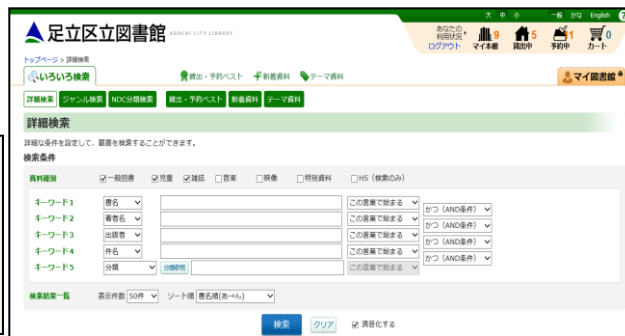 大 中 小 一般 かな English ?
足立区立図書館 ADACHI CITY LIBRARY
あなたの利用状況 9 5 1 0
ログアウト マイ本棚 貸出中 予約中 カート
トップページ > 詳細検索
いろいろ検索 貸出・予約ベスト 新着資料 テーマ資料 マイ図書館
詳細検索 ジャンル検索 NDC分類検索 貸出・予約ベスト 新着資料 テーマ資料
詳細検索
詳細な条件を設定して、蔵書を検索することができます。
検索条件
資料種別 一般図書 児童 雑誌 音楽 映像 特別資料 HS（検索のみ）
キーワード1 書名 この言葉で始まる
かつ（AND条件）
キーワード2 著者名 この言葉で始まる
かつ（AND条件）
キーワード3 出版者 この言葉で始まる
かつ（AND条件）
キーワード4 件名 この言葉で始まる
かつ（AND条件）
キーワード5 分類 分類参照 この言葉で始まる
検索結果一覧 表示件数 50件 ソート順 書名順(あ→ん)
検索 クリア 清音化する